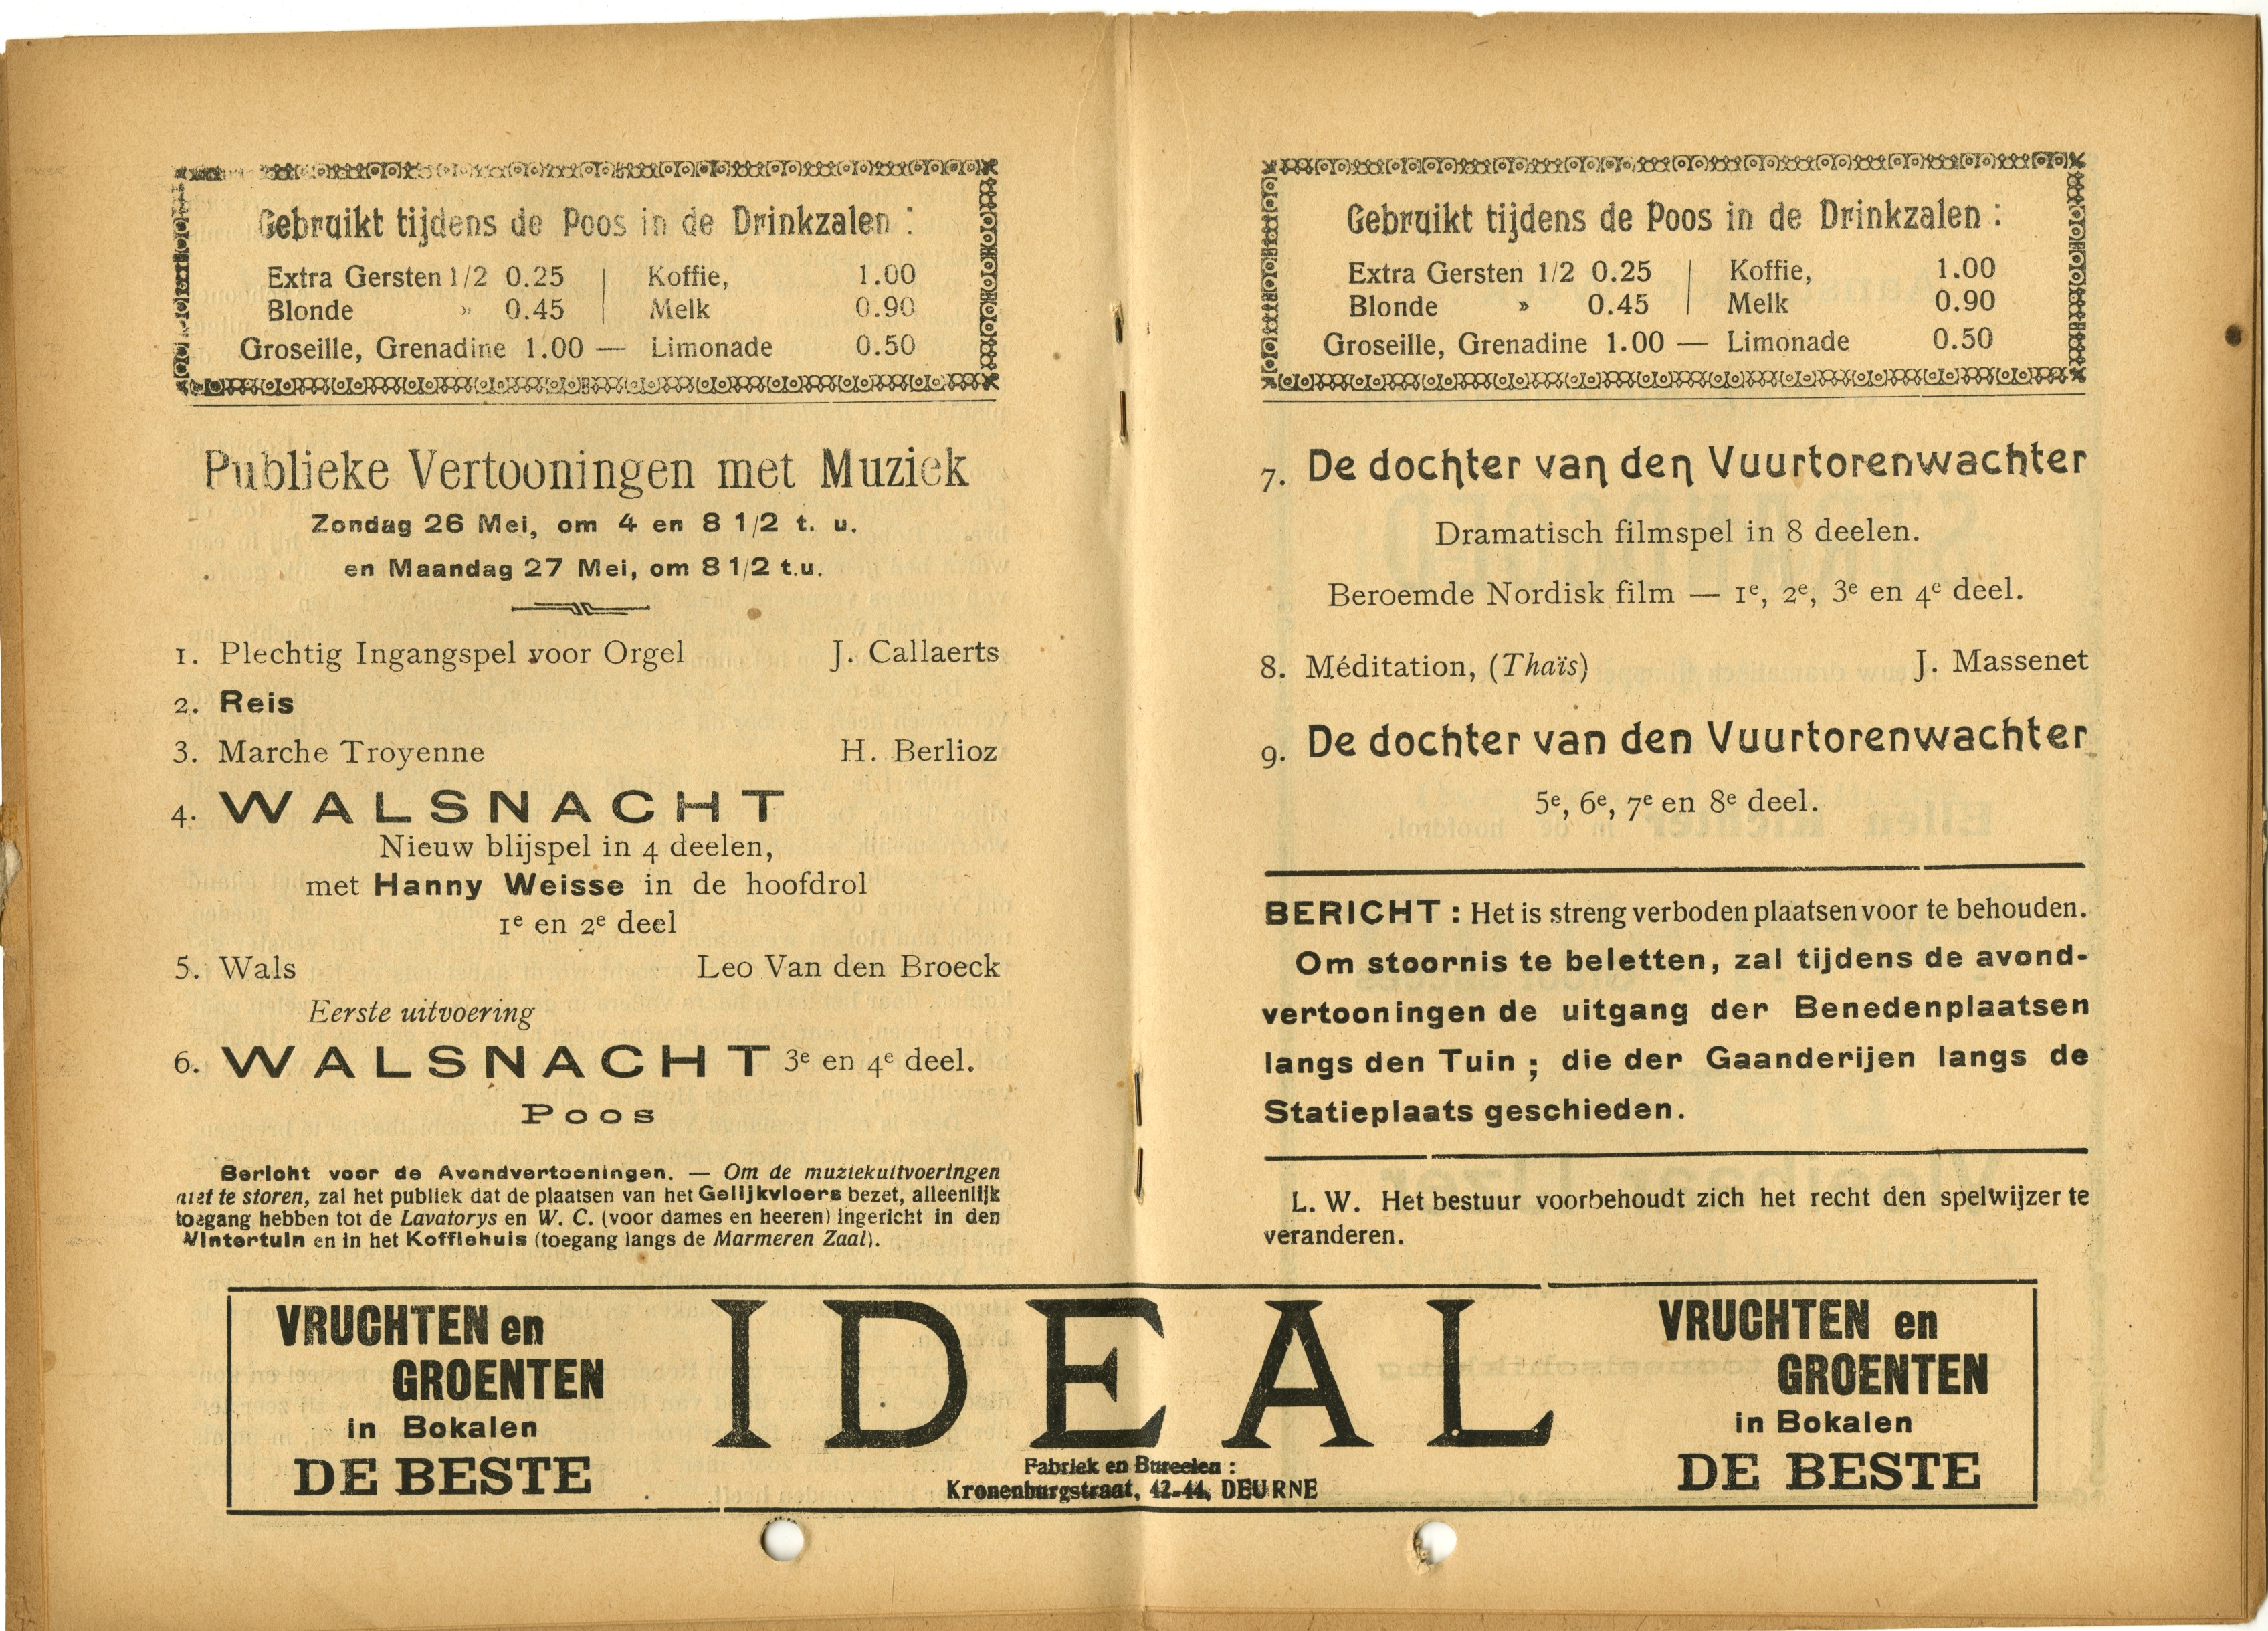 Gebruikt tijdens de Poos in de Drinkzalen :
Extra Gersten 1/2 0.25 | Koffie, 1.00
Blonde » 0.45 | Melk 0.90
Groseille, Grenadine 1.00 — Limonade 0.50
Publieke Vertooningen met Muziek
Zondag 26 Mei, om 4 en 8 1/2 t. u.
en Maandag 27 Mei, om 8 1/2 t.u.
1. Plechtig Ingangspel voor Orgel J. Callaerts
2. Reis
3. Marche Troyenne H. Berlioz
4. WALSNACHT
Nieuw blijspel in 4 deelen,
met Hanny Weisse in de hoofdrol
1e en 2e deel
5. Wals Leo Van den Broeck
Eerste uitvoering
6. WALSNACHT 3e en 4e deel.
Poos
Bericht voor de Avondvertooningen. — Om de muziekuitvoeringen
niet te storen, zal het publiek dat de plaatsen van het Gelijkvloers bezet, alleenlijk
toegang hebben tot de Lavatorys en W. C. (voor dames en heeren) ingericht in den
Wintertuin en in het Koffiehuis (toegang langs de Marmeren Zaal).
Gebruikt tijdens de Poos in de Drinkzalen :
Extra Gersten 1/2 0.25 | Koffie, 1.00
Blonde » 0.45 | Melk 0.90
Groseille, Grenadine 1.00 — Limonade 0.50
7. De dochter van den Vuurtorenwachter
Dramatisch filmspel in 8 deelen.
Beroemde Nordisk film — 1e, 2e, 3e en 4e deel.
8. Méditation, (Thaïs) J. Massenet
9. De dochter van den Vuurtorenwachter
5e, 6e, 7e en 8e deel.
BERICHT : Het is streng verboden plaatsen voor te behouden.
Om stoornis te beletten, zal tijdens de avond-
vertooningen de uitgang der Benedenplaatsen
langs den Tuin ; die der Gaanderijen langs de
Statieplaats geschieden.
L. W. Het bestuur voorbehoudt zich het recht den spelwijzer te
veranderen.
VRUCHTEN en
GROENTEN
in Bokalen
DE BESTE
IDEAL
Fabriek en Bureelen :
Kronenburgstraat, 42-44, DEURNE
VRUCHTEN en
GROENTEN
in Bokalen
DE BESTE